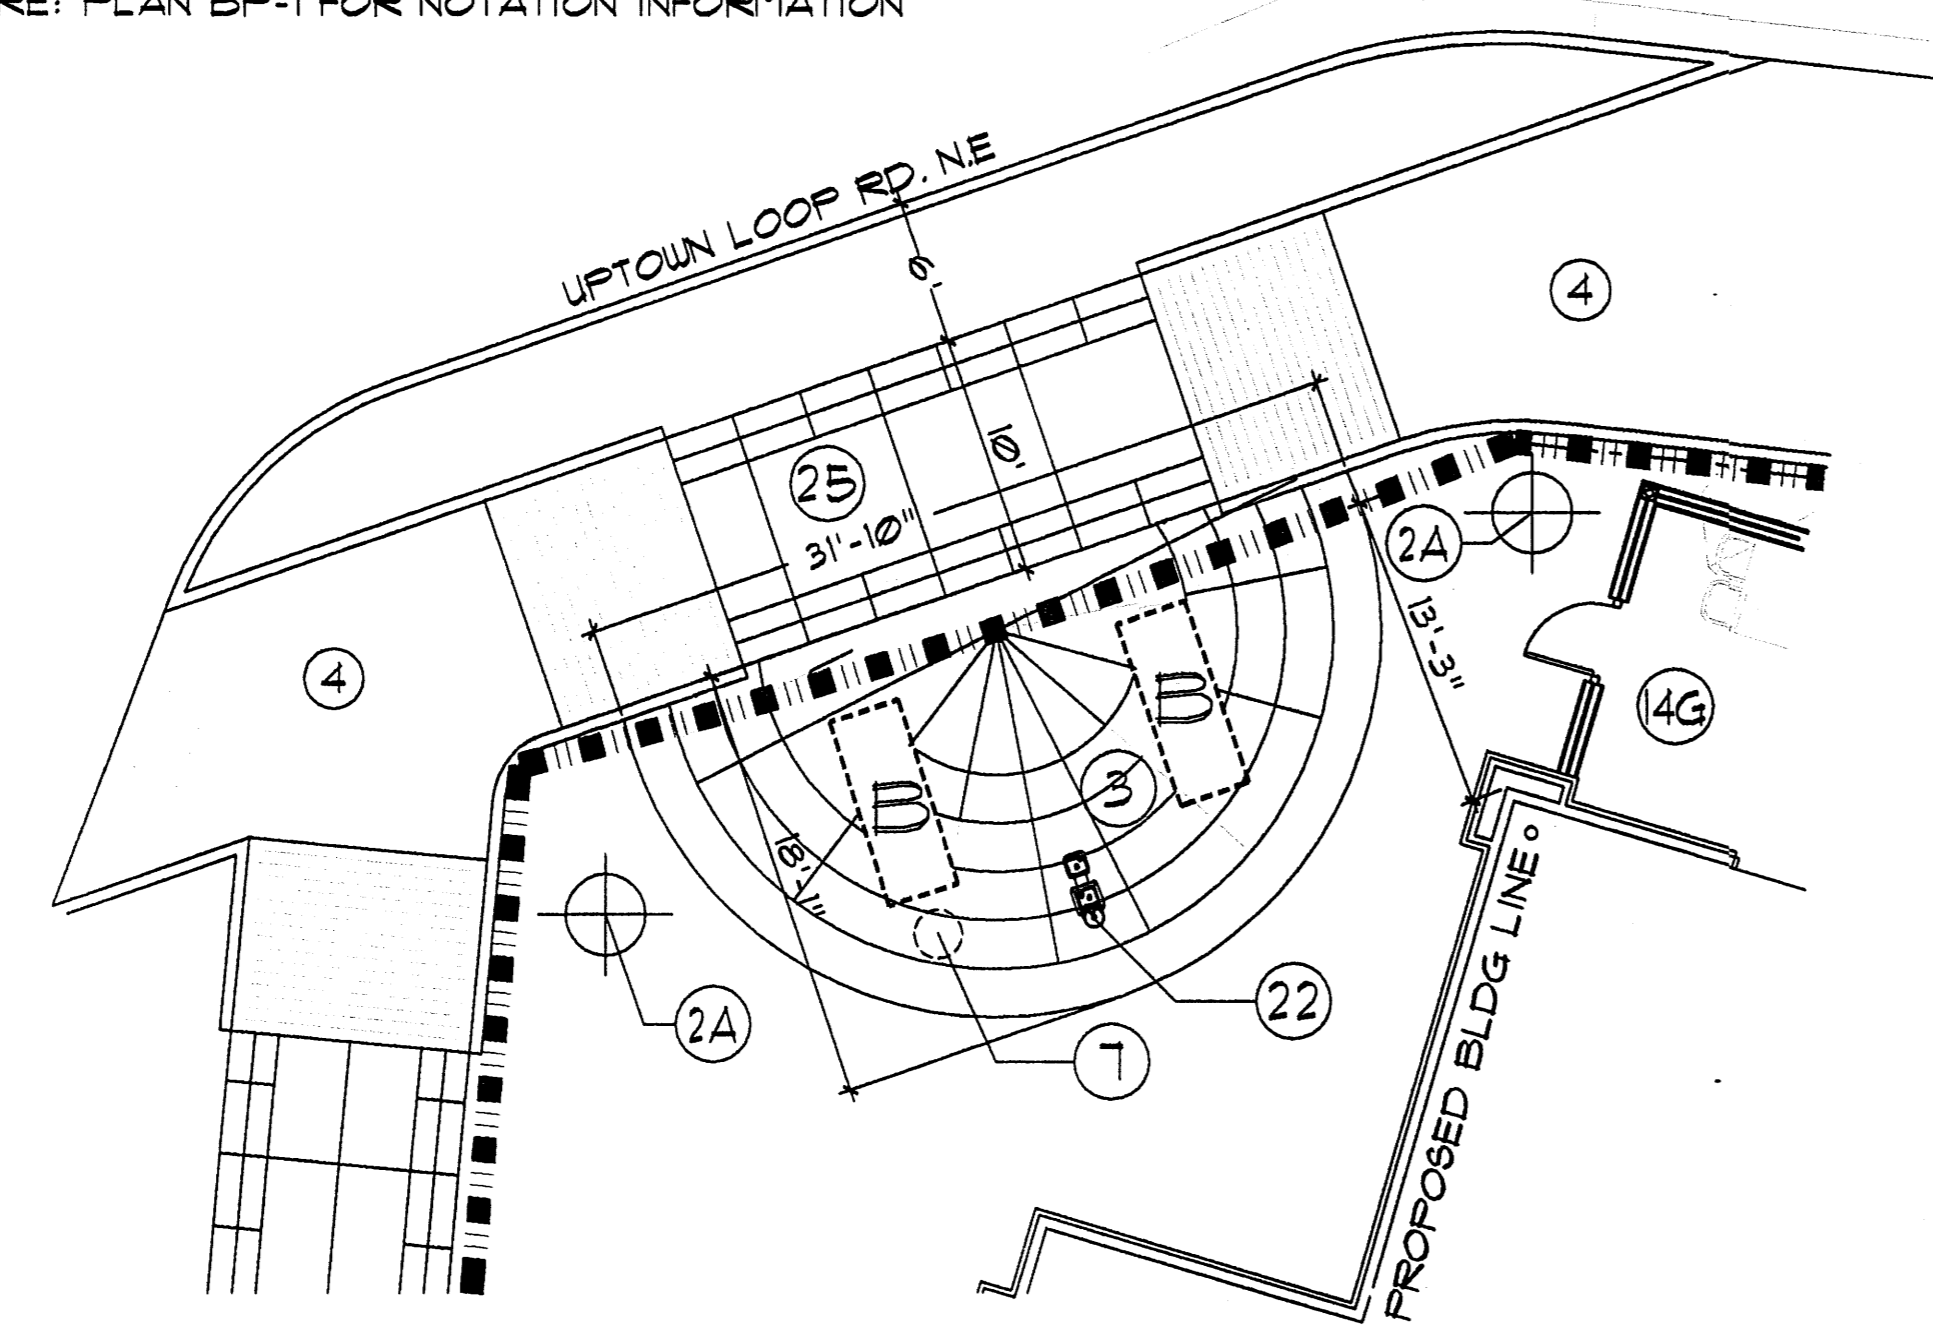 RE: PLAN BP-1 FOR NOTATION INFORMATION
UPTOWN LOOP RD. N.E
6'
4
10'
25
31'-10"
2A
13'-3"
4
B
14G
3
B
18'-1"
22
2A
7
PROPOSED BLDG LINE